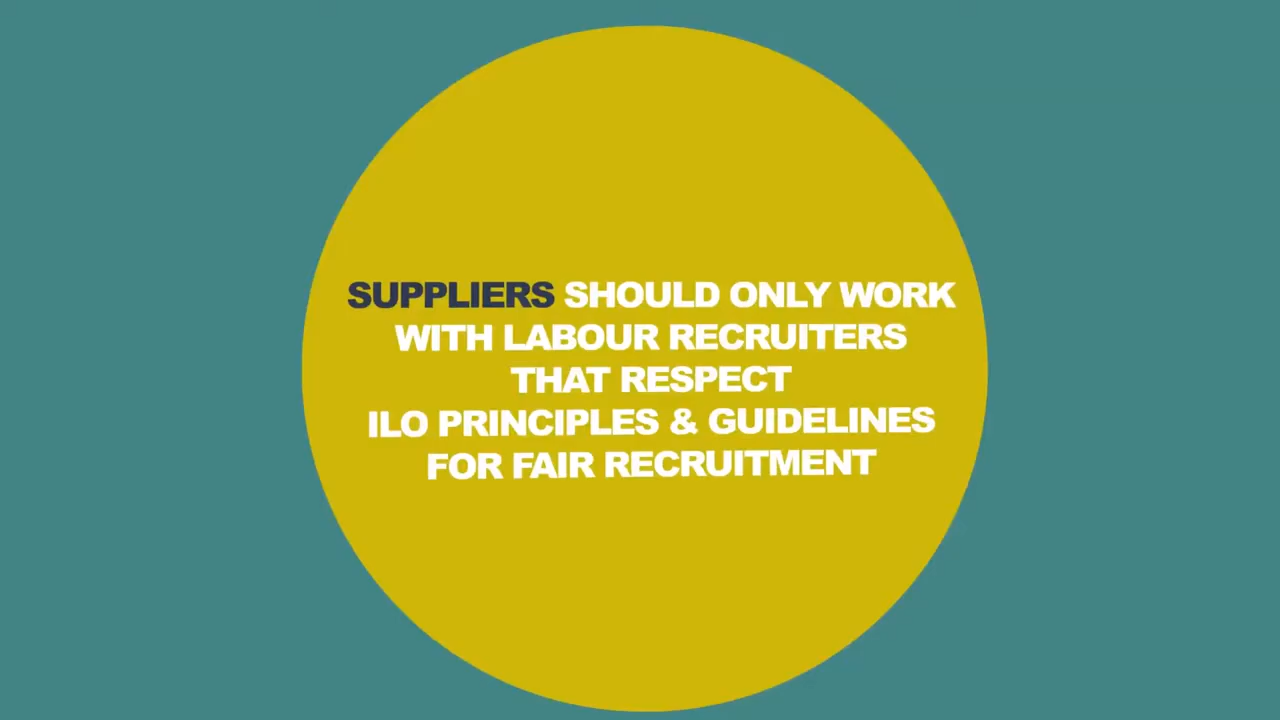 SUPPLIERS SHOULD ONLY WORK
WITH LABOUR RECRUITERS
THAT RESPECT
ILO PRINCIPLES & GUIDELINES
FOR FAIR RECRUITMENT